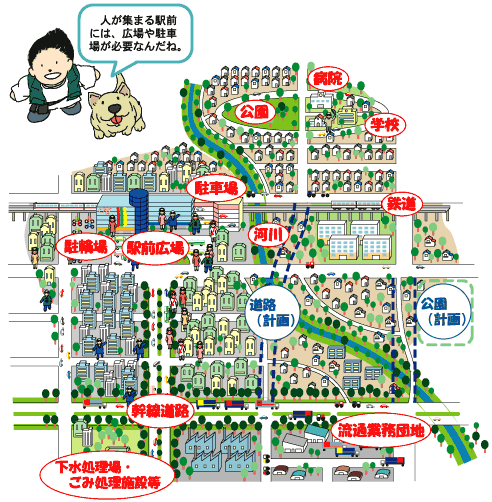 人が集まる駅前
には、広場や駐車
場が必要なんだね。
病院
公園
学校
駐車場
鉄道
駐輪場
駅前広場
河川
道路
(計画)
公園
(計画)
幹線道路
流通業務団地
下水処理場・
ごみ処理施設等